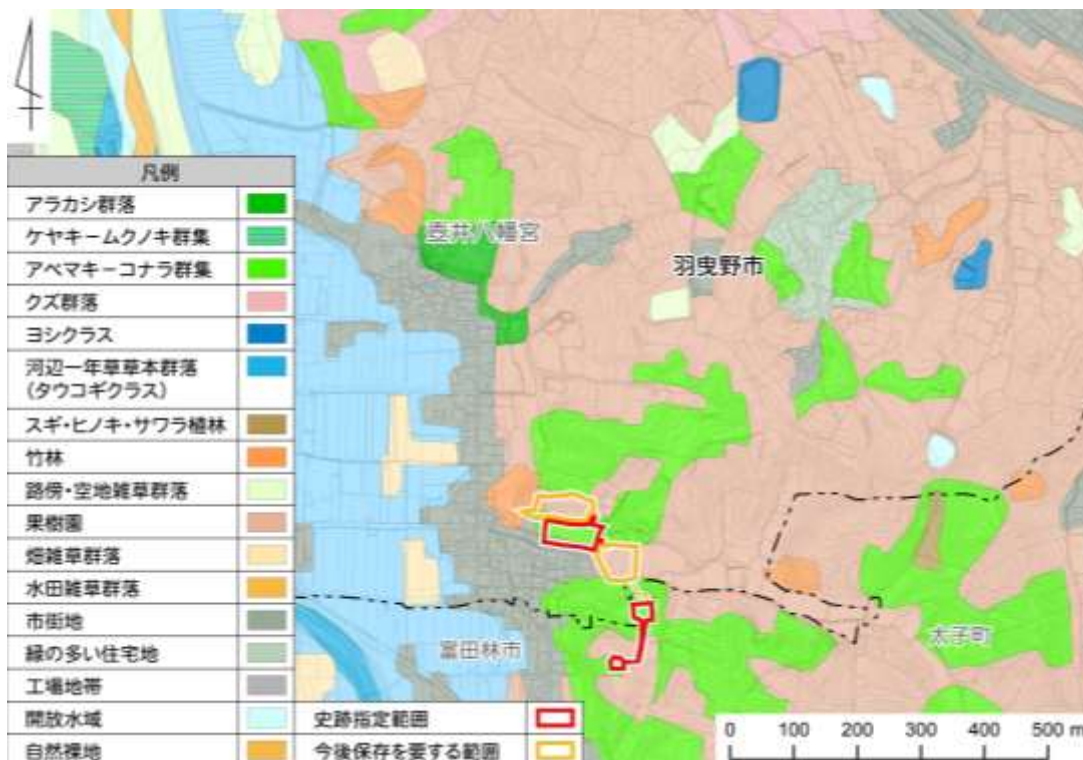 凡例
アラカシ群落
ケヤキームクノキ群集
アベマキーコナラ群集
クズ群落
ヨシクラス
河辺一年草草本群落
(タウコギクラス)
スギ・ヒノキ・サワラ植林
竹林
路傍・空地雑草群落
果樹園
畑雑草群落
水田雑草群落
市街地
緑の多い住宅地
工場地帯
開放水域
自然裸地
史跡指定範囲
今後保存を要する範囲
壺井八幡宮
羽曳野市
富田林市
太子町
0 100 200 300 400 500 m